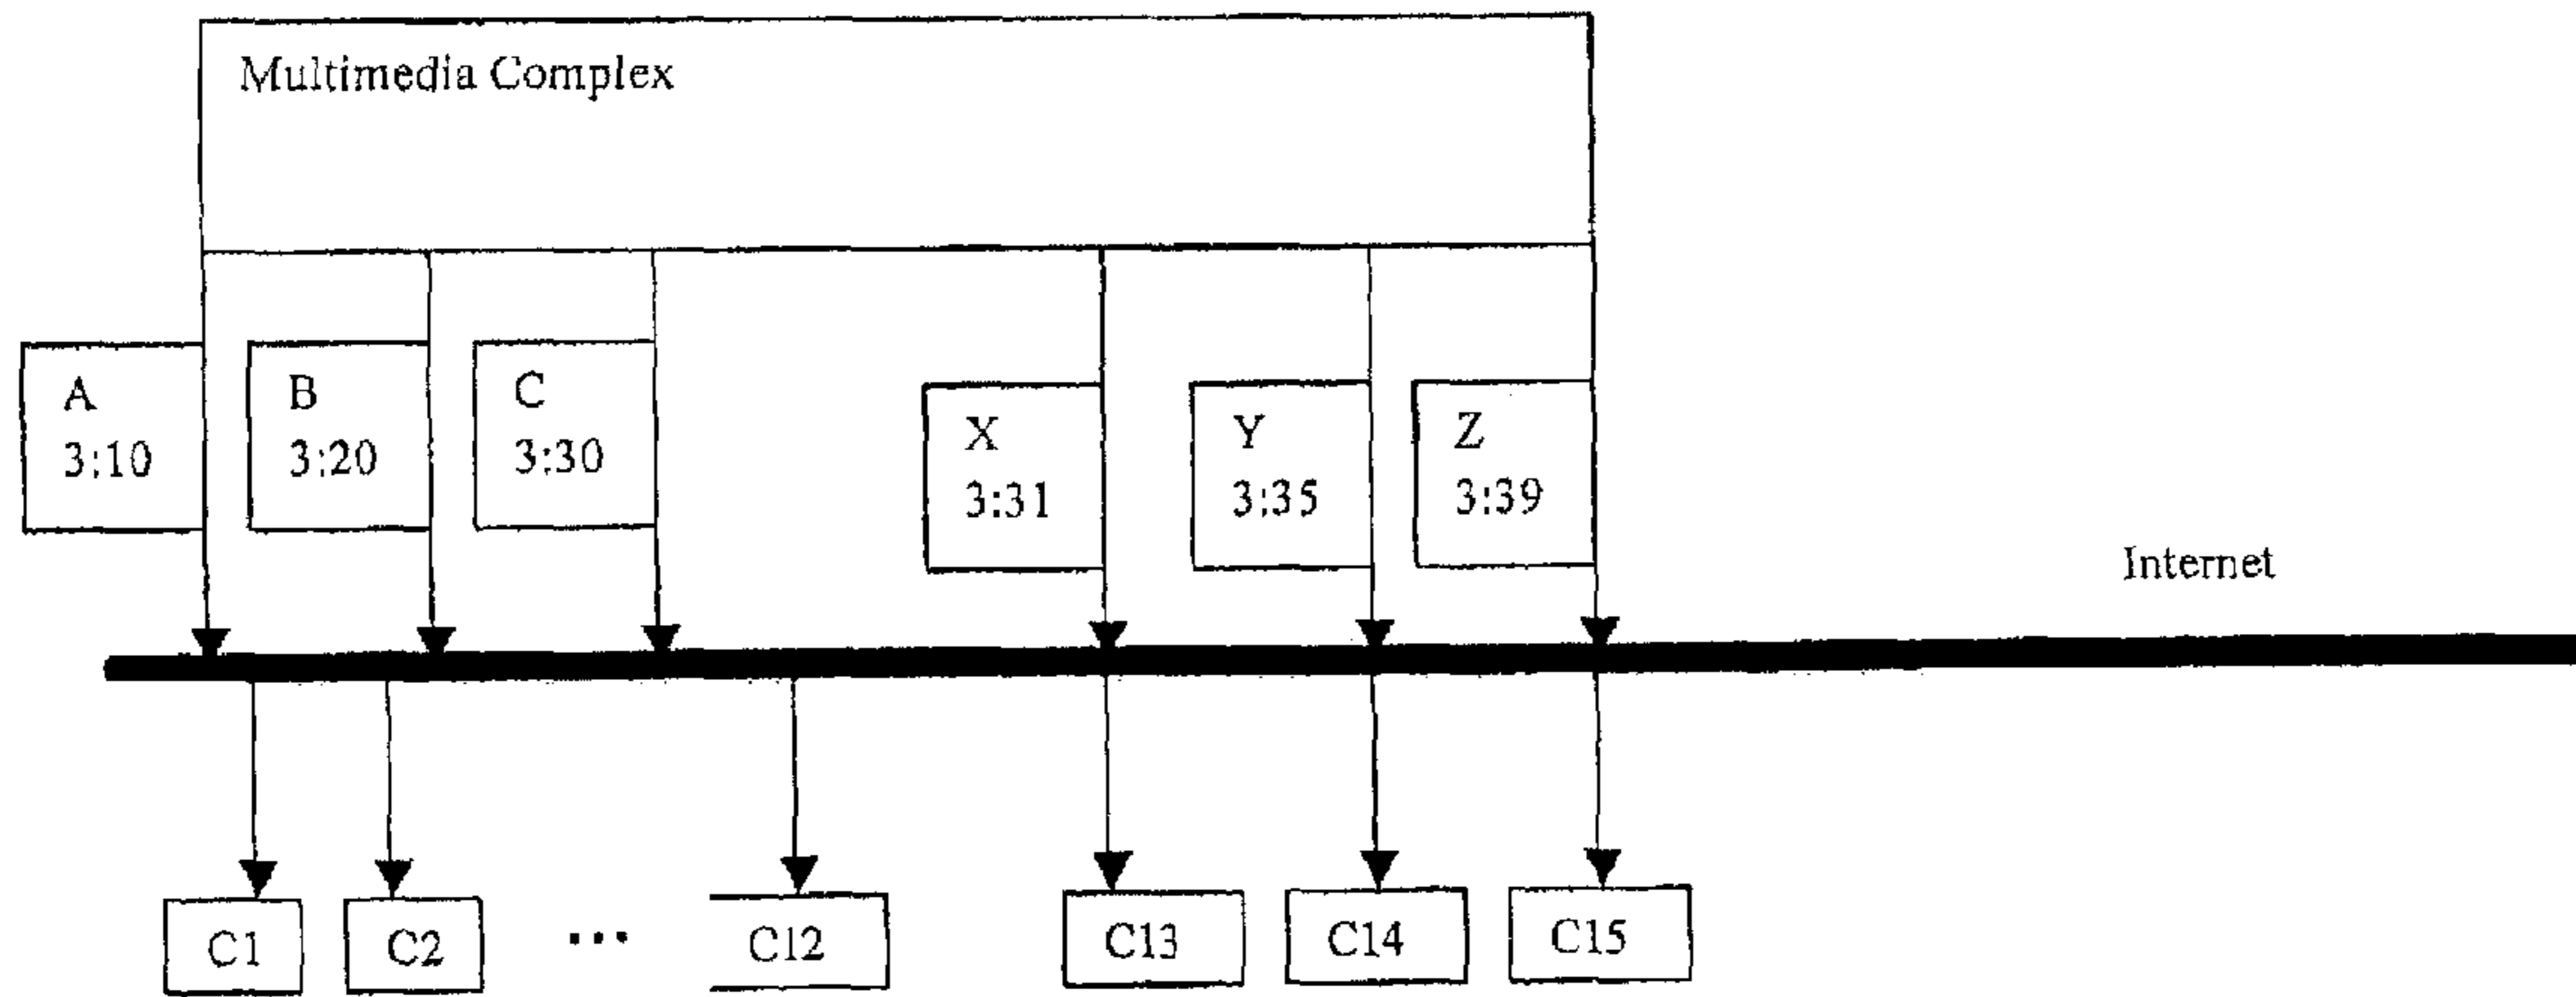 Multimedia Complex
A
3:10
B
3:20
C
3:30
X
3:31
Y
3:35
Z
3:39
Internet
C1
C2
...
C12
C13
C14
C15